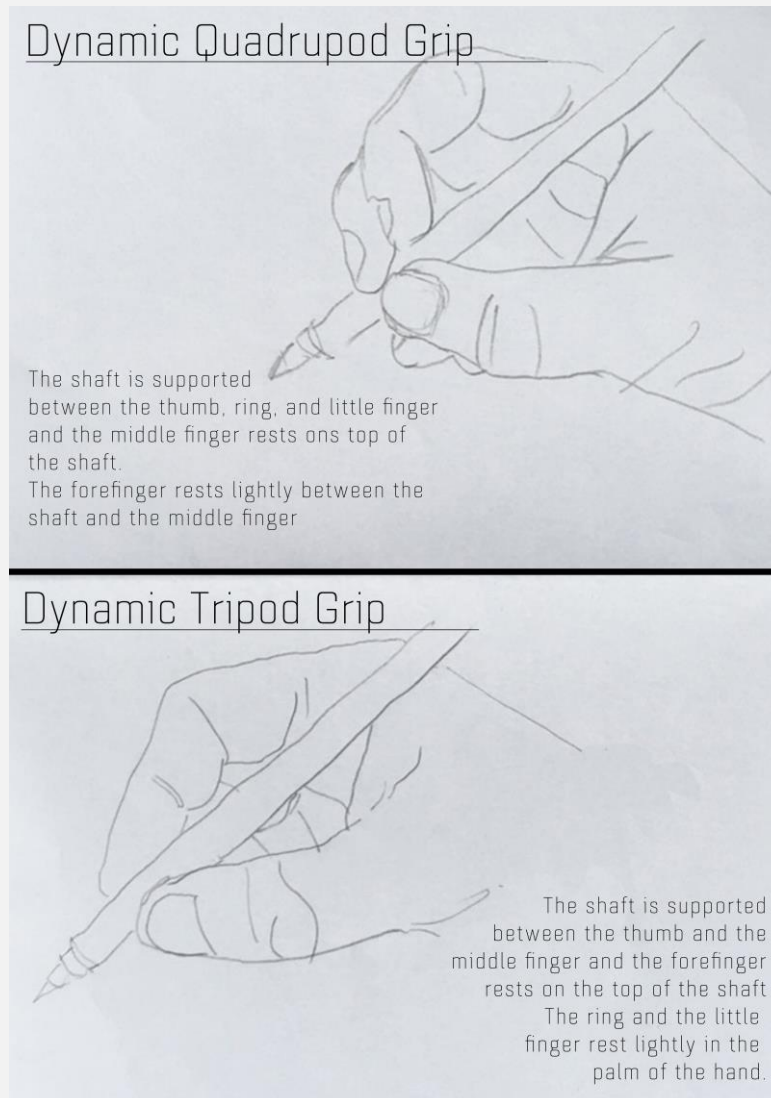 Dynamic Quadrupod Grip
The shaft is supported
between the thumb, ring, and little finger
and the middle finger rests ons top of
the shaft.
The forefinger rests lightly between the
shaft and the middle finger
Dynamic Tripod Grip
The shaft is supported
between the thumb and the
middle finger and the forefinger
rests on the top of the shaft
The ring and the little
finger rest lightly in the
palm of the hand.